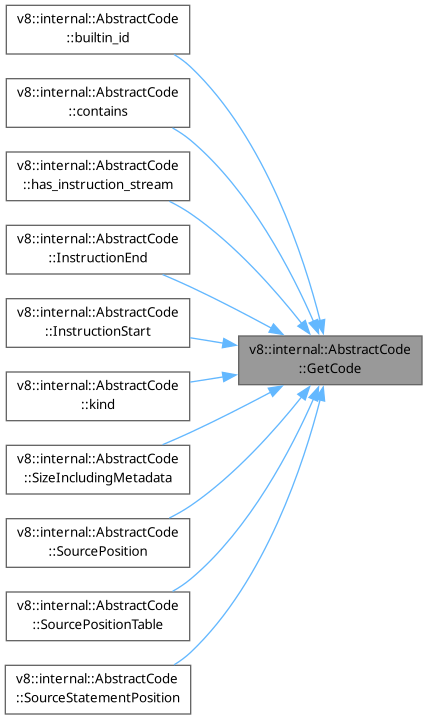 v8::internal::AbstractCode
::builtin_id
v8::internal::AbstractCode
::contains
v8::internal::AbstractCode
::has_instruction_stream
v8::internal::AbstractCode
::InstructionEnd
v8::internal::AbstractCode
::InstructionStart
v8::internal::AbstractCode
::GetCode
v8::internal::AbstractCode
::kind
v8::internal::AbstractCode
::SizeIncludingMetadata
v8::internal::AbstractCode
::SourcePosition
v8::internal::AbstractCode
::SourcePositionTable
v8::internal::AbstractCode
::SourceStatementPosition